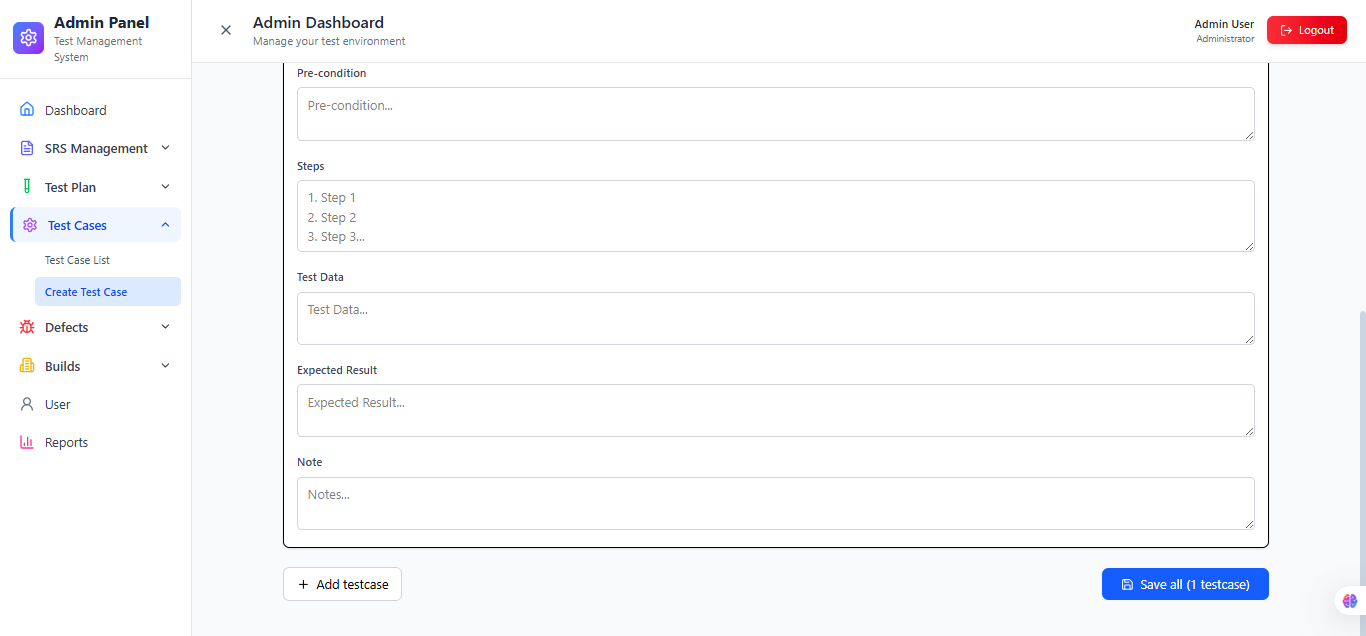 Admin Panel
Test Management
System
Dashboard
SRS Management
Test Plan
Test Cases
Test Case List
Create Test Case
Defects
Builds
User
Reports
Admin Dashboard
Manage your test environment
Admin User
Administrator
Logout
Pre-condition
Pre-condition...
Steps
1. Step 1
2. Step 2
3. Step 3...
Test Data
Test Data...
Expected Result
Expected Result...
Note
Notes...
Add testcase
Save all (1 testcase)